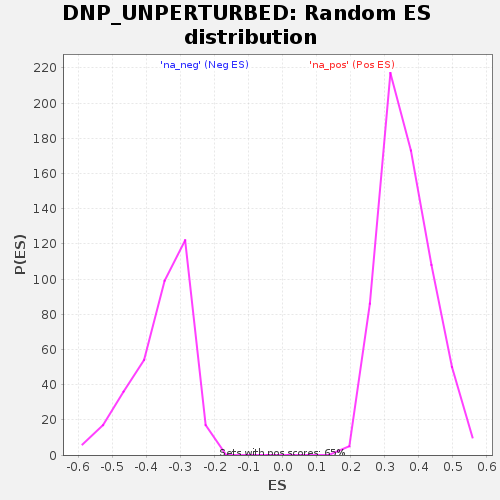 DNP_UNPERTURBED: Random ES
distribution
'na_neg' (Neg ES) 'na_pos' (Pos ES)
P(ES)
220
200
180
160
140
120
100
80
60
40
20
0
Sets with pos scores: 65%
-0.6 -0.5 -0.4 -0.3 -0.2 -0.1 0.0 0.1 0.2 0.3 0.4 0.5 0.6
ES